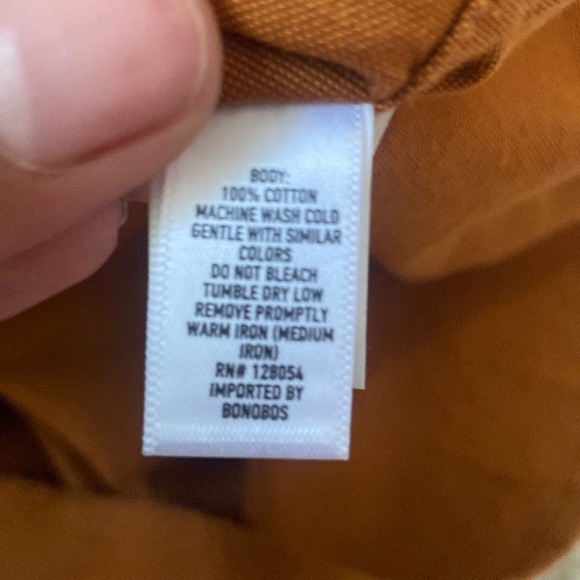 BODY:
100% COTTON
MACHINE WASH COLD
GENTLE WITH SIMILAR
COLORS
DO NOT BLEACH
TUMBLE DRY LOW
REMOVE PROMPTLY
WARM IRON (MEDIUM
IRON)
RN# 128054
IMPORTED BY
BONOBOS